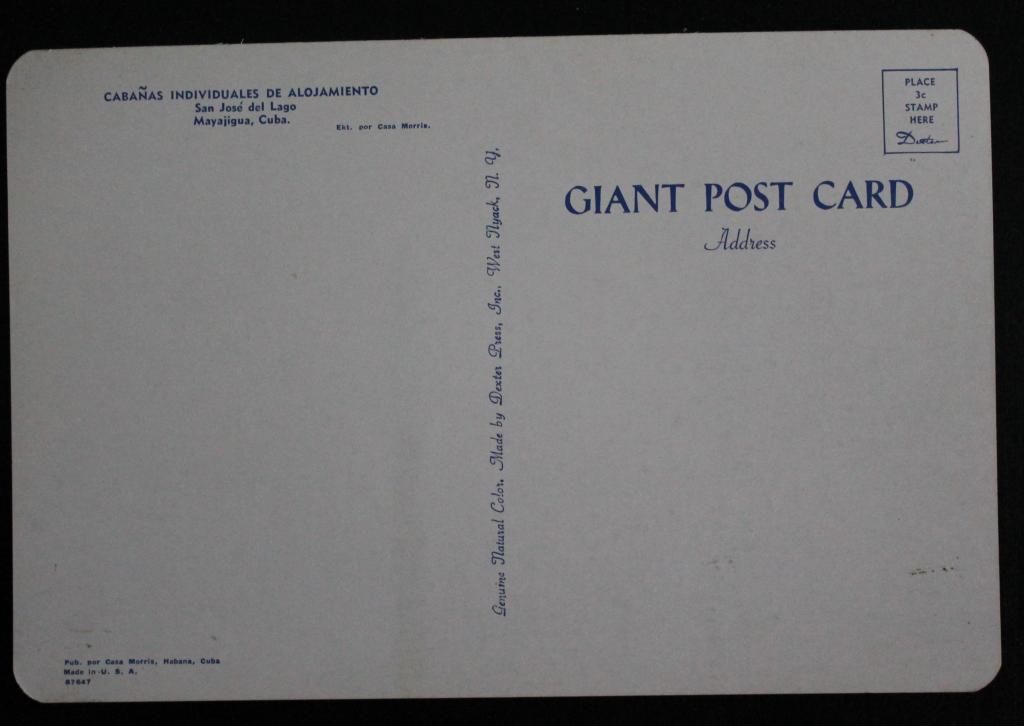 CABAÑAS INDIVIDUALES DE ALOJAMIENTO
San José del Lago
Mayajigua, Cuba.
Ekt. por Casa Morris.
Pub. por Casa Morris, Habana, Cuba
Made in U. S. A.
87647
Genuine Natural Color. Made by Dexter Press, Inc., West Nyack, N. Y.
PLACE
3c
STAMP
HERE
Dexter
GIANT POST CARD
Address